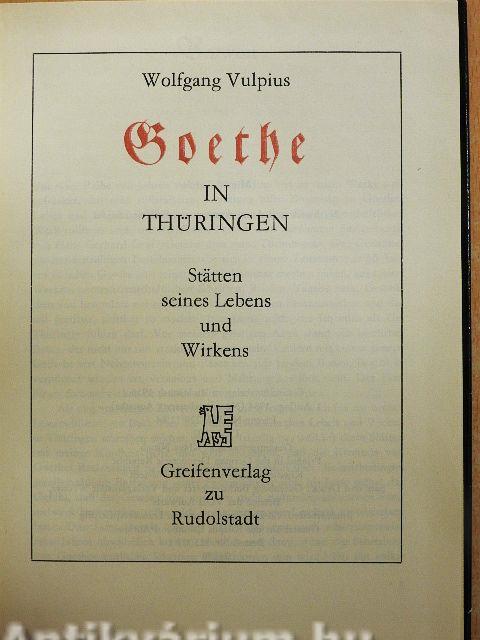 Wolfgang Vulpius
Goethe
IN
THÜRINGEN
Stätten
seines Lebens
und
Wirkens
Greifenverlag
zu
Rudolstadt
Antikvárium.hu